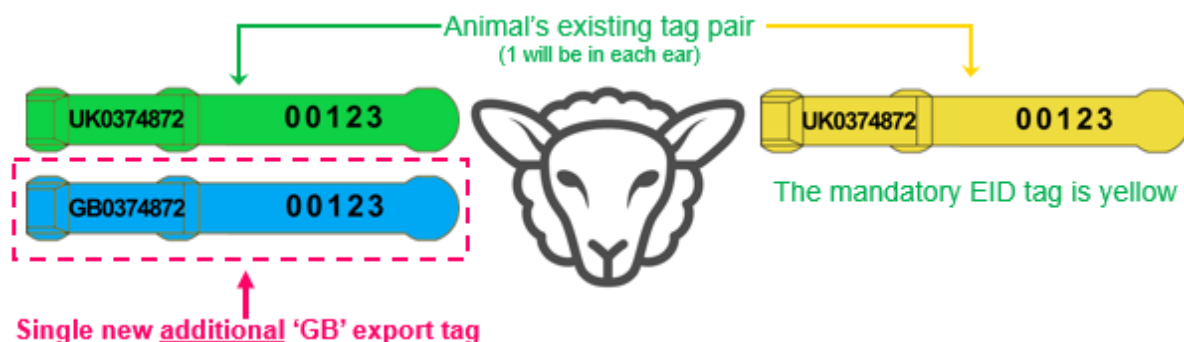 Animal's existing tag pair
(1 will be in each ear)
UK0374872 00123
UK0374872 00123
GB0374872 00123
The mandatory EID tag is yellow
Single new additional ‘GB’ export tag